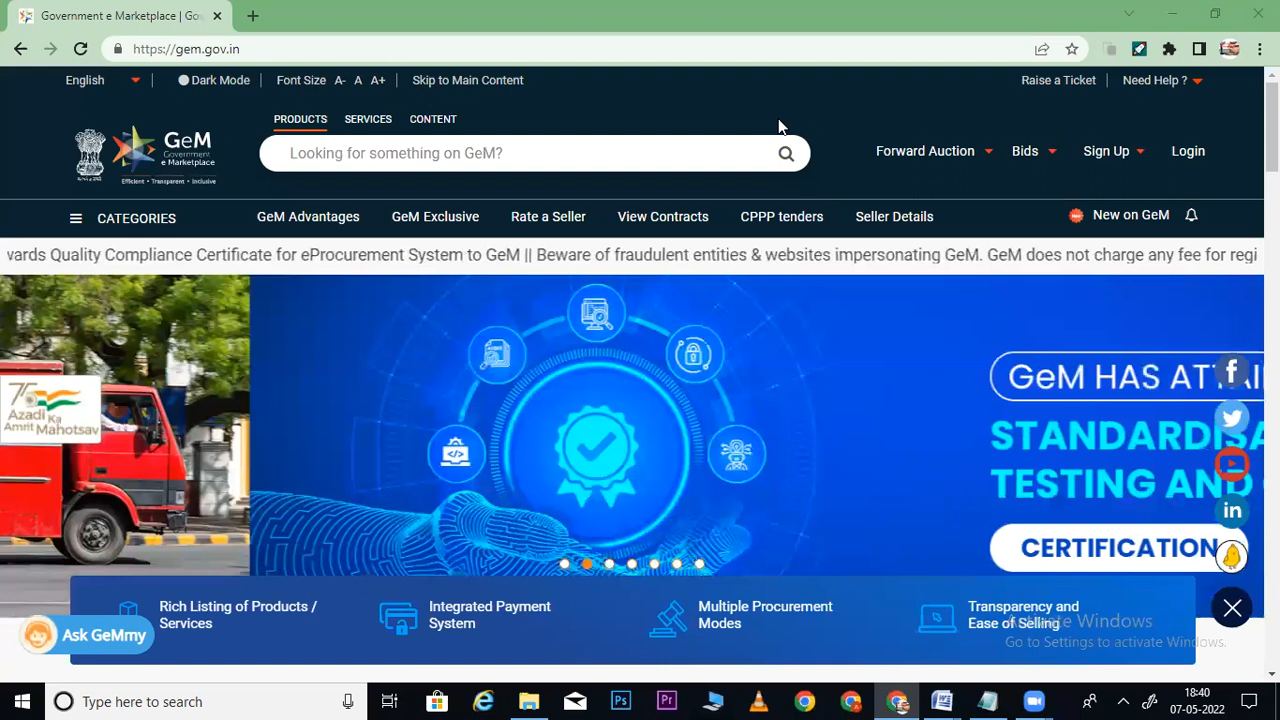 Government e Marketplace | Go
https://gem.gov.in
English
Dark Mode
Font Size A- A A+
Skip to Main Content
Raise a Ticket
Need Help ?
PRODUCTS SERVICES CONTENT
GeM
Government
e Marketplace
Efficient • Transparent • Inclusive
Looking for something on GeM?
Forward Auction Bids Sign Up Login
CATEGORIES
GeM Advantages GeM Exclusive Rate a Seller View Contracts CPPP tenders Seller Details
New on GeM
wards Quality Compliance Certificate for eProcurement System to GeM || Beware of fraudulent entities & websites impersonating GeM. GeM does not charge any fee for regi
75
Azadi Ka
Amrit Mahotsav
GeM HAS ATTAI
STANDARDISA
TESTING AND
CERTIFICATION
Rich Listing of Products /
Services
Integrated Payment
System
Multiple Procurement
Modes
Transparency and
Ease of Selling
Ask GeMmy
Activate Windows
Go to Settings to activate Windows.
Type here to search
18:40
07-05-2022